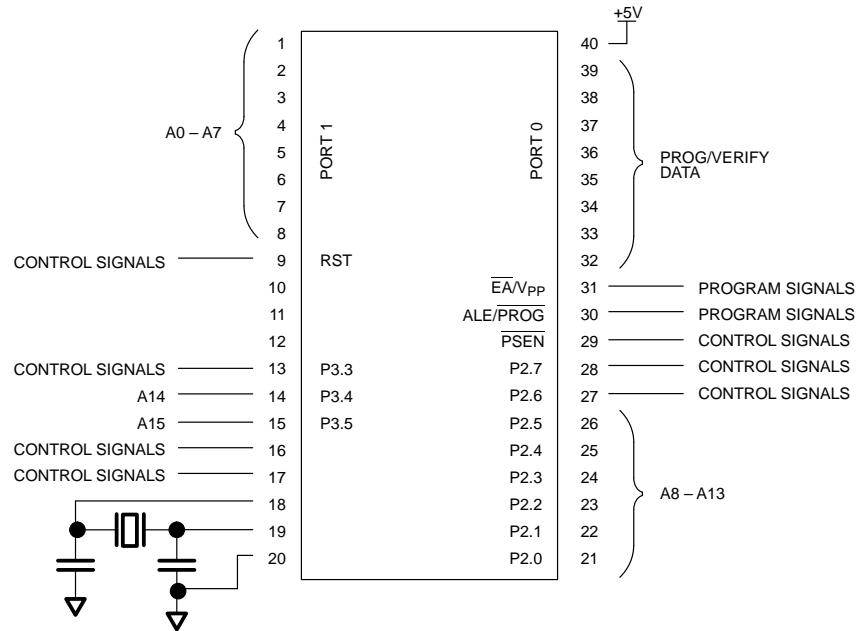 +5V
1 40
2 39
3 38
A0 – A7 4 PORT 1 PORT 0 37
5 36 PROG/VERIFY
6 35 DATA
7 34
8 33
CONTROL SIGNALS 9 RST 32
10 EA/VPP 31 PROGRAM SIGNALS
11 ALE/PROG 30 PROGRAM SIGNALS
12 PSEN 29 CONTROL SIGNALS
CONTROL SIGNALS 13 P3.3 P2.7 28 CONTROL SIGNALS
A14 14 P3.4 P2.6 27 CONTROL SIGNALS
A15 15 P3.5 P2.5 26
CONTROL SIGNALS 16 P2.4 25
CONTROL SIGNALS 17 P2.3 24
18 P2.2 23 A8 – A13
19 P2.1 22
20 P2.0 21